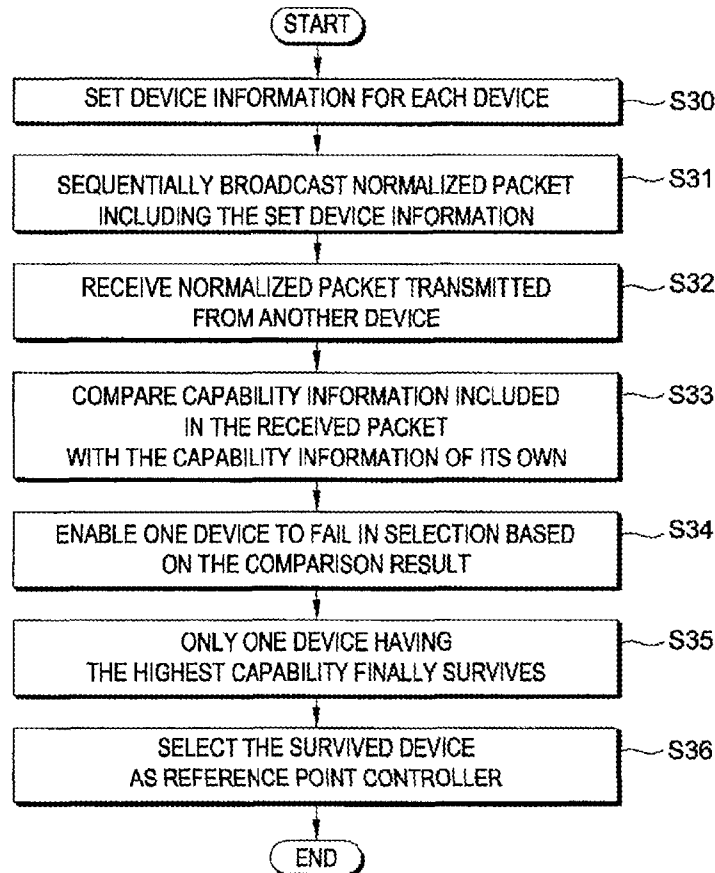 START
SET DEVICE INFORMATION FOR EACH DEVICE
S30
SEQUENTIALLY BROADCAST NORMALIZED PACKET
INCLUDING THE SET DEVICE INFORMATION
S31
RECEIVE NORMALIZED PACKET TRANSMITTED
FROM ANOTHER DEVICE
S32
COMPARE CAPABILITY INFORMATION INCLUDED
IN THE RECEIVED PACKET
WITH THE CAPABILITY INFORMATION OF ITS OWN
S33
ENABLE ONE DEVICE TO FAIL IN SELECTION BASED
ON THE COMPARISON RESULT
S34
ONLY ONE DEVICE HAVING
THE HIGHEST CAPABILITY FINALLY SURVIVES
S35
SELECT THE SURVIVED DEVICE
AS REFERENCE POINT CONTROLLER
S36
END